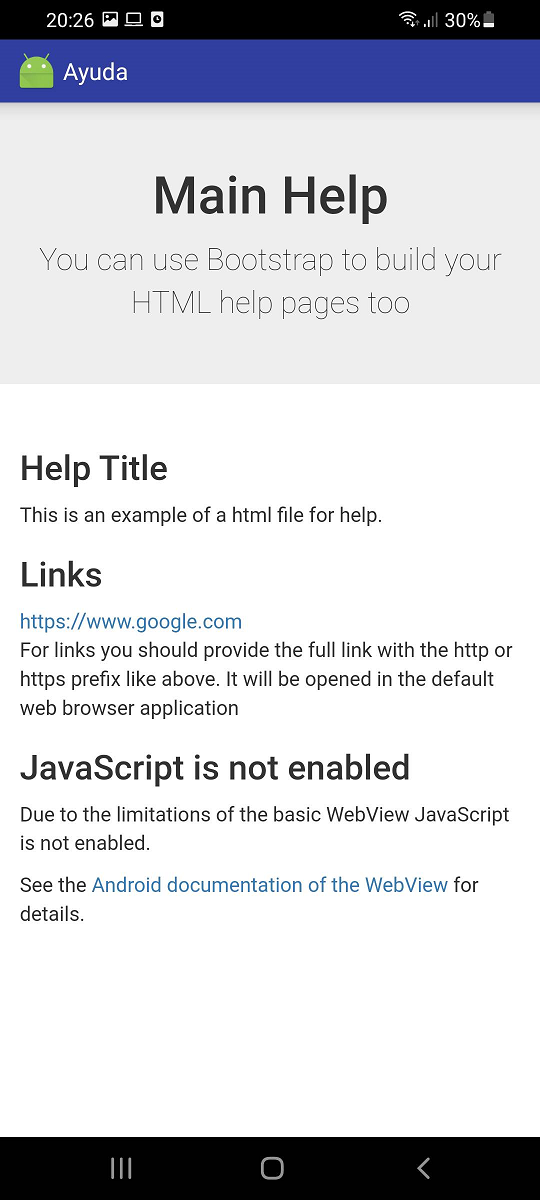 20:26
30%
Ayuda
Main Help
You can use Bootstrap to build your
HTML help pages too
Help Title
This is an example of a html file for help.
Links
https://www.google.com
For links you should provide the full link with the http or
https prefix like above. It will be opened in the default
web browser application
JavaScript is not enabled
Due to the limitations of the basic WebView JavaScript
is not enabled.
See the Android documentation of the WebView for
details.